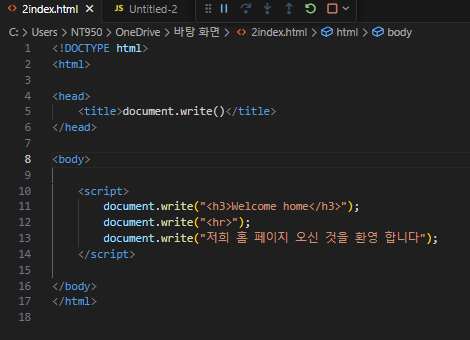 2index.html
JS Untitled-2
C: > Users > NT950 > OneDrive > 바탕 화면 > 2index.html > html > body
1 <!DOCTYPE html>
2 <html>
3
4 <head>
5 <title>document.write()</title>
6 </head>
7
8 <body>
9
10 <script>
11 document.write("<h3>Welcome home</h3>");
12 document.write("<hr>");
13 document.write("저희 홈 페이지 오신 것을 환영 합니다");
14 </script>
15
16 </body>
17 </html>
18